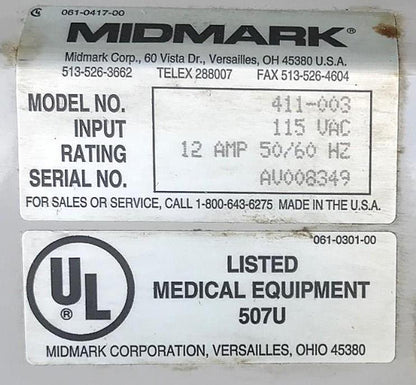 061-0417-00
MIDMARK®
Midmark Corp., 60 Vista Dr., Versailles, OH 45380 U.S.A.
513-526-3662 TELEX 288007 FAX 513-526-4604
MODEL NO. 411-003
INPUT 115 VAC
RATING 12 AMP 50/60 HZ
SERIAL NO. AV008349
FOR SALES OR SERVICE, CALL 1-800-643-6275 MADE IN THE U.S.A.
061-0301-00
UL®
LISTED
MEDICAL EQUIPMENT
507U
MIDMARK CORPORATION, VERSAILLES, OHIO 45380